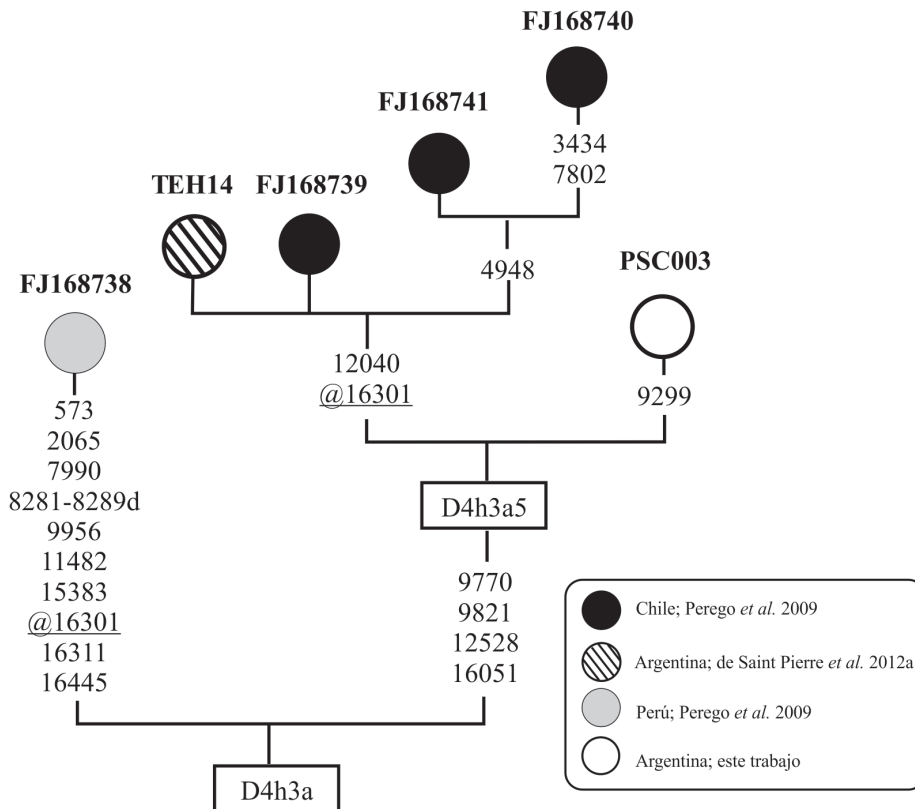 FJ168740
FJ168741
3434
7802
TEH14
FJ168739
4948
PSC003
FJ168738
12040
@16301
9299
573
2065
7990
8281-8289d
9956
11482
15383
@16301
16311
16445
D4h3a5
9770
9821
12528
16051
D4h3a
Chile; Perego et al. 2009
Argentina; de Saint Pierre et al. 2012a
Perú; Perego et al. 2009
Argentina; este trabajo